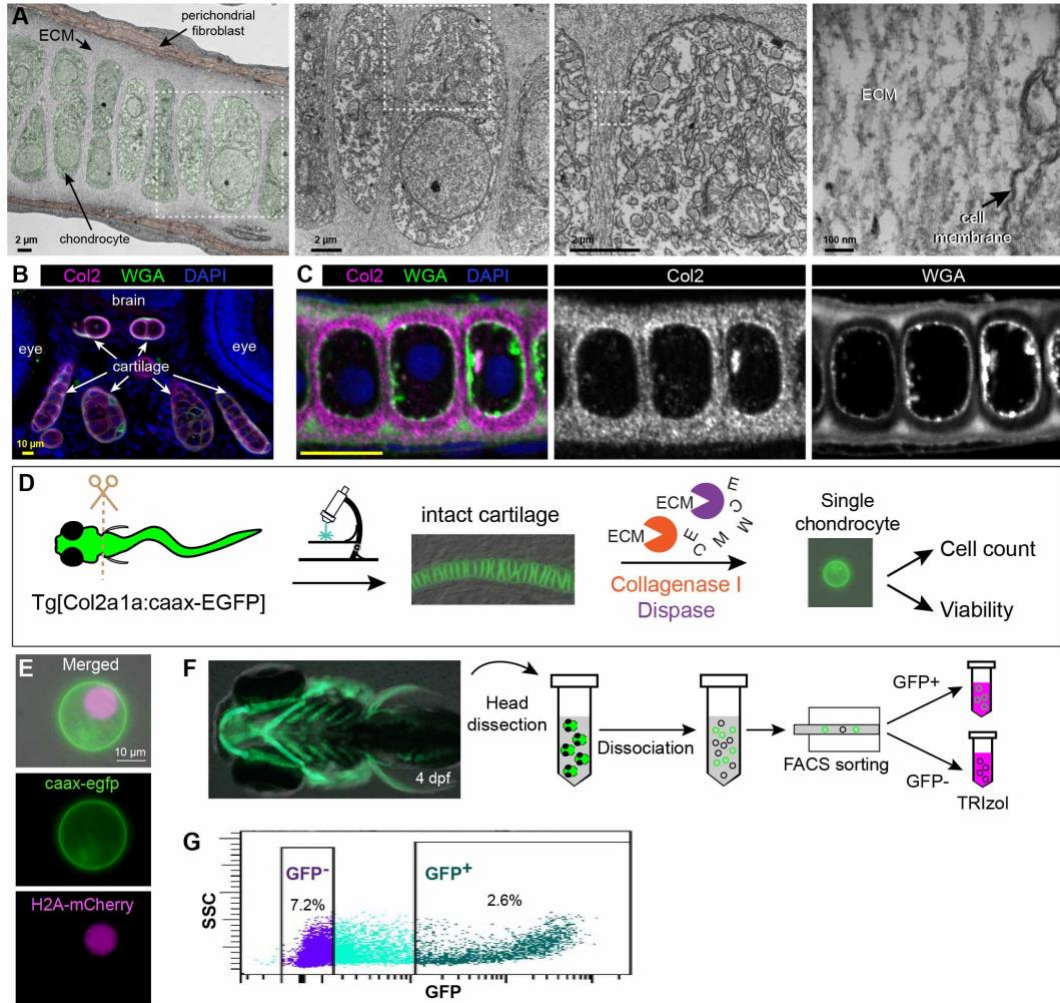 A
ECM
perichondrial
fibroblast
chondrocyte
2 µm
2 µm
2 µm
ECM
cell
membrane
100 nm
B
Col2 WGA DAPI
brain
eye
eye
cartilage
10 µm
C
Col2 WGA DAPI
Col2
WGA
D
Tg[Col2a1a:caax-EGFP]
intact cartilage
ECM
ECM
E
C
M
M
C
E
Collagenase I
Dispase
Single
chondrocyte
Cell count
Viability
E
Merged
10 µm
caax-egfp
H2A-mCherry
F
4 dpf
Head
dissection
Dissociation
FACS sorting
GFP+
GFP-
TRIzol
G
SSC
GFP-
7.2%
GFP+
2.6%
GFP